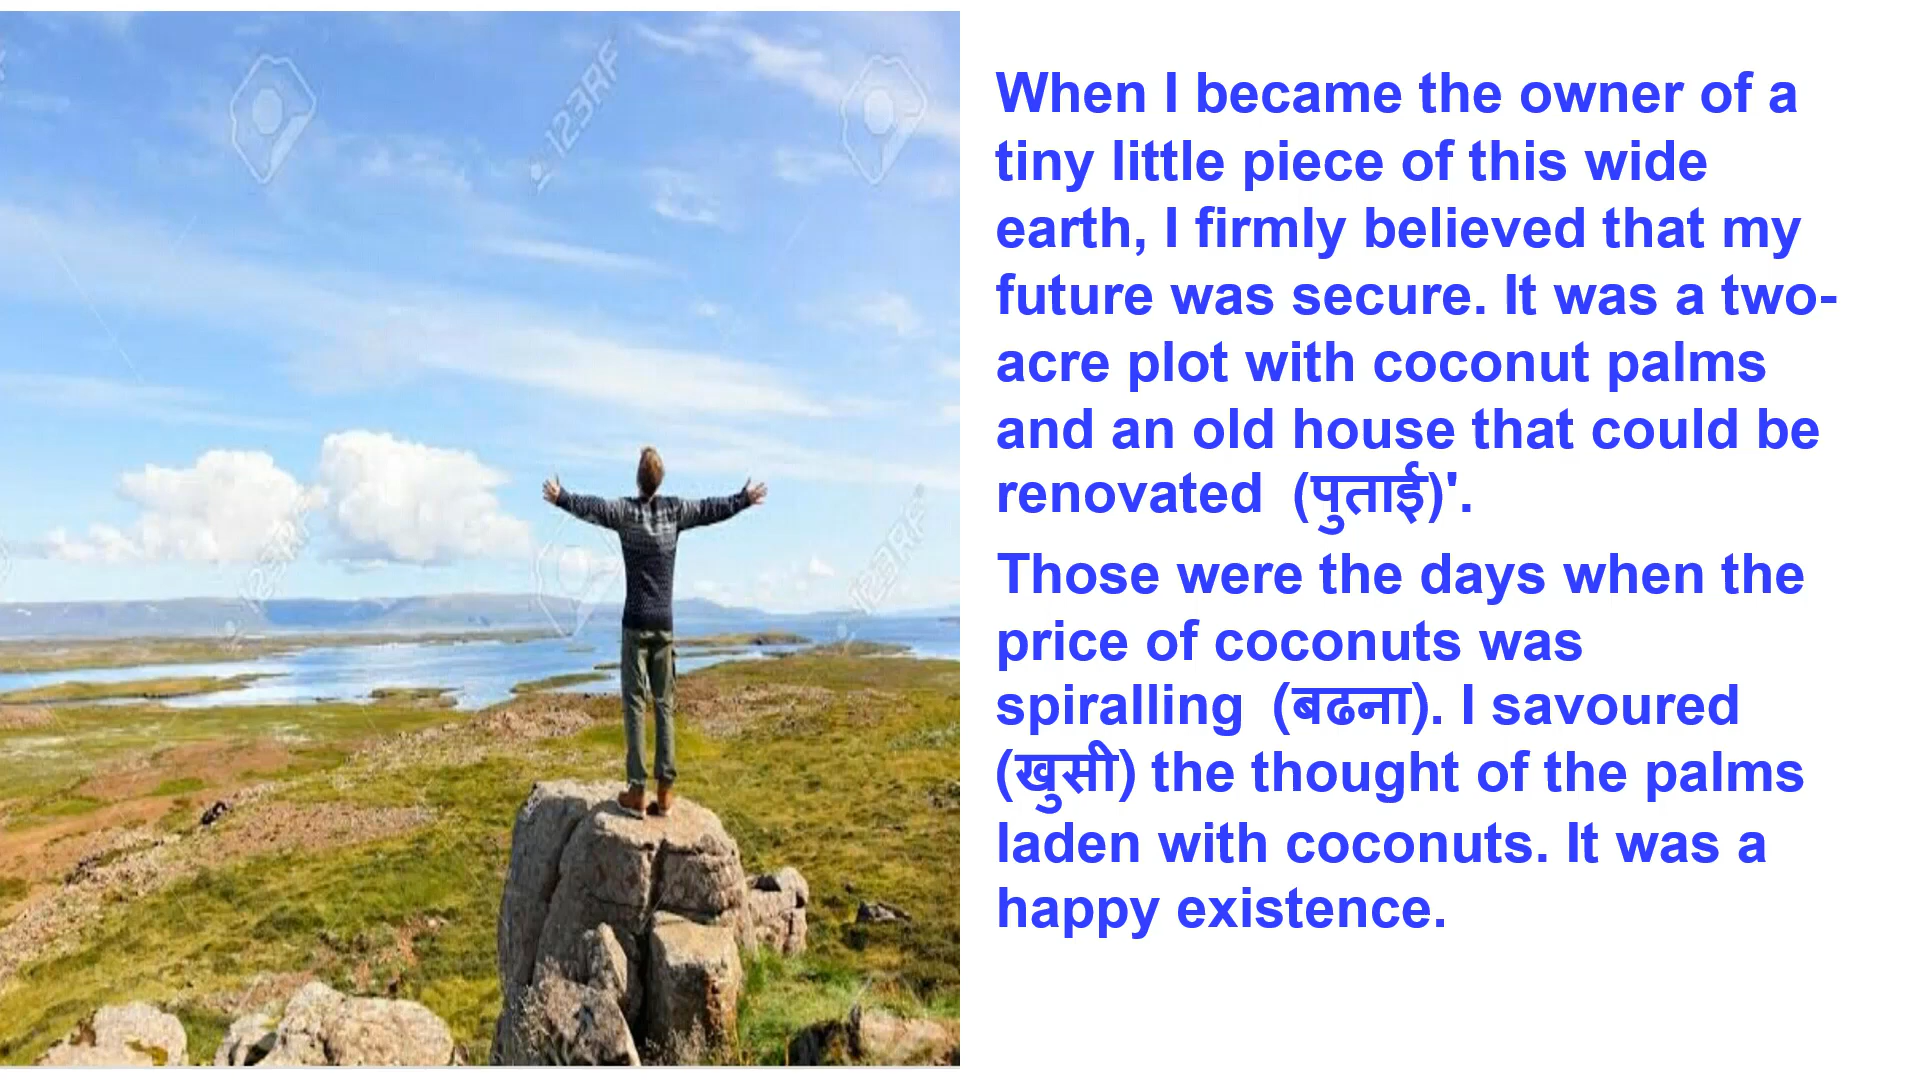 123RF
123RF
123RF
When I became the owner of a
tiny little piece of this wide
earth, I firmly believed that my
future was secure. It was a two-
acre plot with coconut palms
and an old house that could be
renovated (पुताई)'.
Those were the days when the
price of coconuts was
spiralling (बढना). I savoured
(खुसी) the thought of the palms
laden with coconuts. It was a
happy existence.